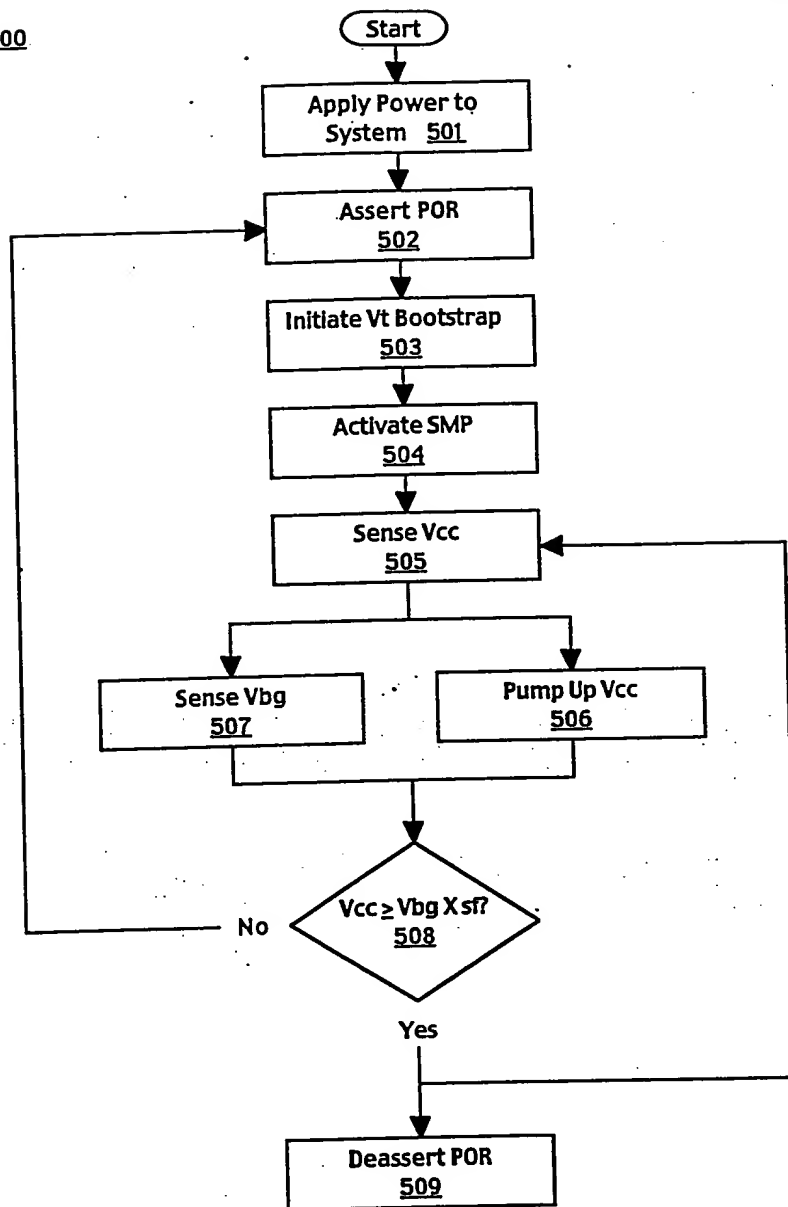 00
Start
Apply Power to
System 501
Assert POR
502
Initiate Vt Bootstrap
503
Activate SMP
504
Sense Vcc
505
Sense Vbg
507
Pump Up Vcc
506
Vcc ≥ Vbg X sf?
508
No
Yes
Deassert POR
509